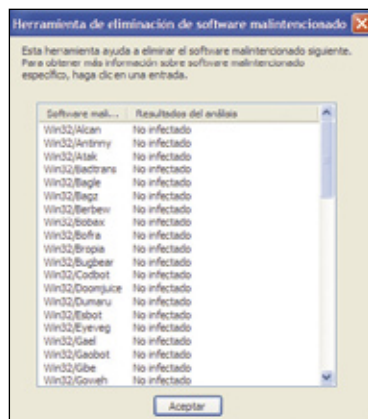 Herramienta de eliminación de software malintencionado
Esta herramienta ayuda a eliminar el software malintencionado siguiente.
Para obtener más información sobre software malintencionado
específico, haga clic en una entrada.
Software mali... Resultados del análisis
Win32/Alcan No infectado
Win32/Antinny No infectado
Win32/Atak No infectado
Win32/Badtrans No infectado
Win32/Bagle No infectado
Win32/Bagz No infectado
Win32/Berbew No infectado
Win32/Bobax No infectado
Win32/Bofra No infectado
Win32/Bropia No infectado
Win32/Bugbear No infectado
Win32/Codbot No infectado
Win32/Doomjuice No infectado
Win32/Dumaru No infectado
Win32/Esbot No infectado
Win32/Eyeveg No infectado
Win32/Gael No infectado
Win32/Gaobot No infectado
Win32/Gibe No infectado
Win32/Goweh No infectado
Aceptar